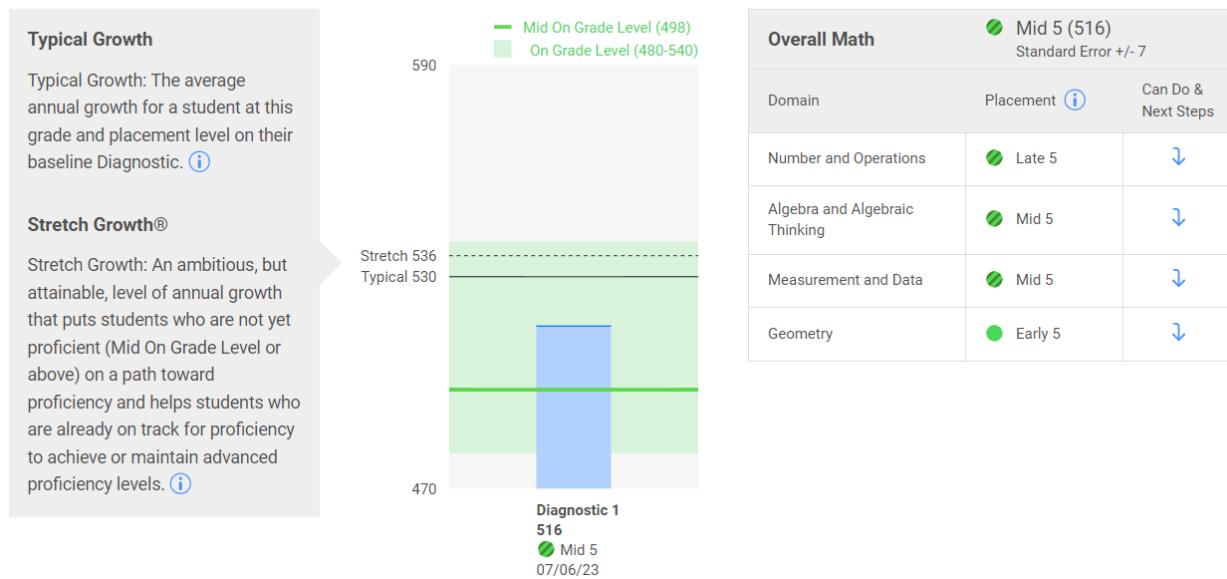 Typical Growth
Typical Growth: The average
annual growth for a student at this
grade and placement level on their
baseline Diagnostic.
Stretch Growth®
Stretch Growth: An ambitious, but
attainable, level of annual growth
that puts students who are not yet
proficient (Mid On Grade Level or
above) on a path toward
proficiency and helps students who
are already on track for proficiency
to achieve or maintain advanced
proficiency levels.
Mid On Grade Level (498)
On Grade Level (480-540)
590
Stretch 536
Typical 530
470
Diagnostic 1
516
Mid 5
07/06/23
Overall Math
Mid 5 (516)
Standard Error +/- 7
Domain
Placement
Can Do &
Next Steps
Number and Operations
Late 5
Algebra and Algebraic
Thinking
Mid 5
Measurement and Data
Mid 5
Geometry
Early 5